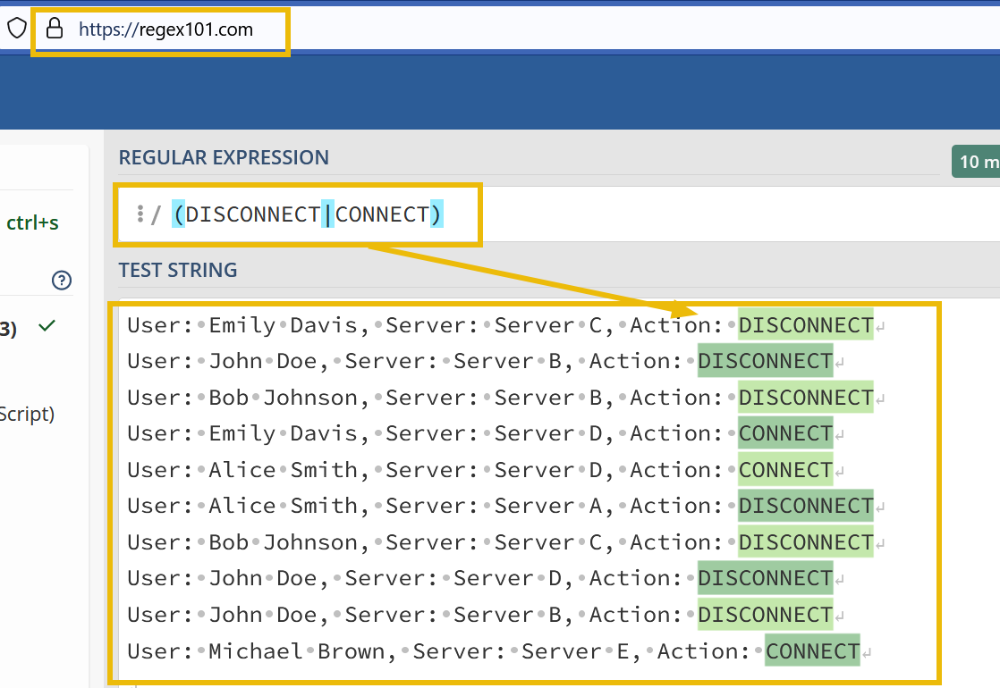 https://regex101.com
REGULAR EXPRESSION
10 m
/ (DISCONNECT|CONNECT)
ctrl+s
TEST STRING
?
3)
User: Emily Davis, Server: Server C, Action: DISCONNECT
User: John Doe, Server: Server B, Action: DISCONNECT
User: Bob Johnson, Server: Server B, Action: DISCONNECT
Script)
User: Emily Davis, Server: Server D, Action: CONNECT
User: Alice Smith, Server: Server D, Action: CONNECT
User: Alice Smith, Server: Server A, Action: DISCONNECT
User: Bob Johnson, Server: Server C, Action: DISCONNECT
User: John Doe, Server: Server D, Action: DISCONNECT
User: John Doe, Server: Server B, Action: DISCONNECT
User: Michael Brown, Server: Server E, Action: CONNECT